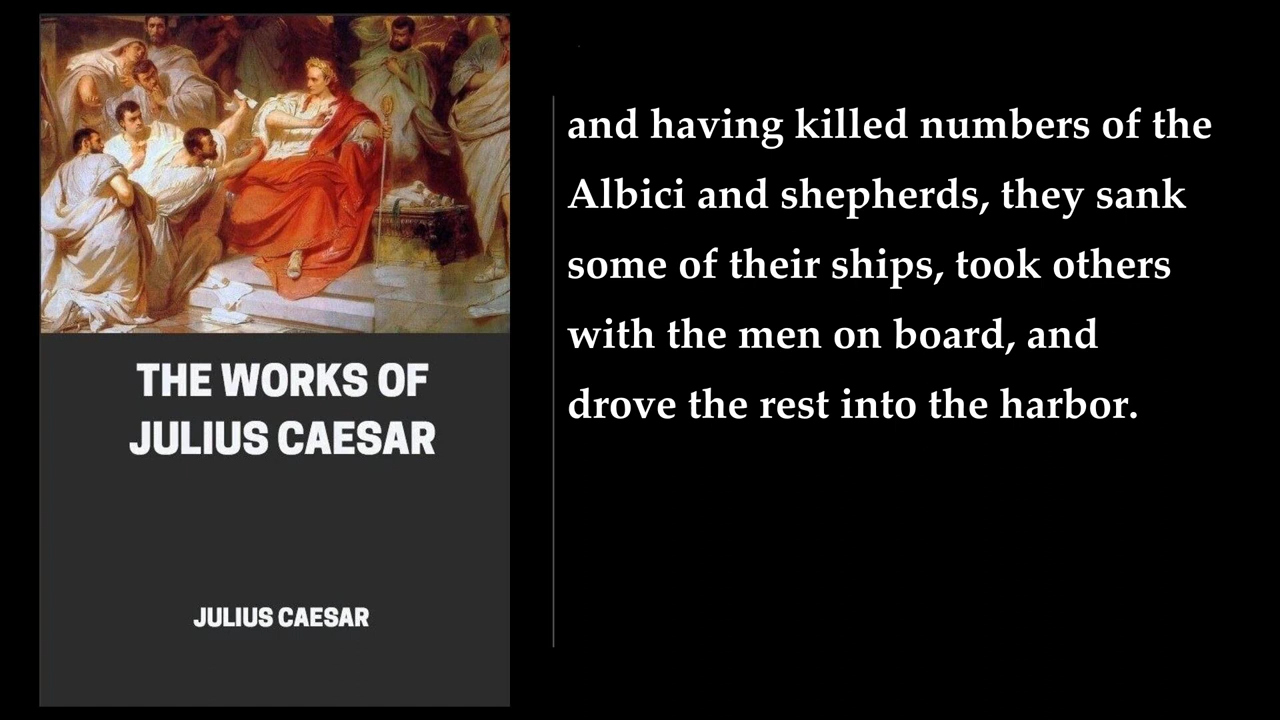 THE WORKS OF
JULIUS CAESAR
JULIUS CAESAR
and having killed numbers of the
Albici and shepherds, they sank
some of their ships, took others
with the men on board, and
drove the rest into the harbor.